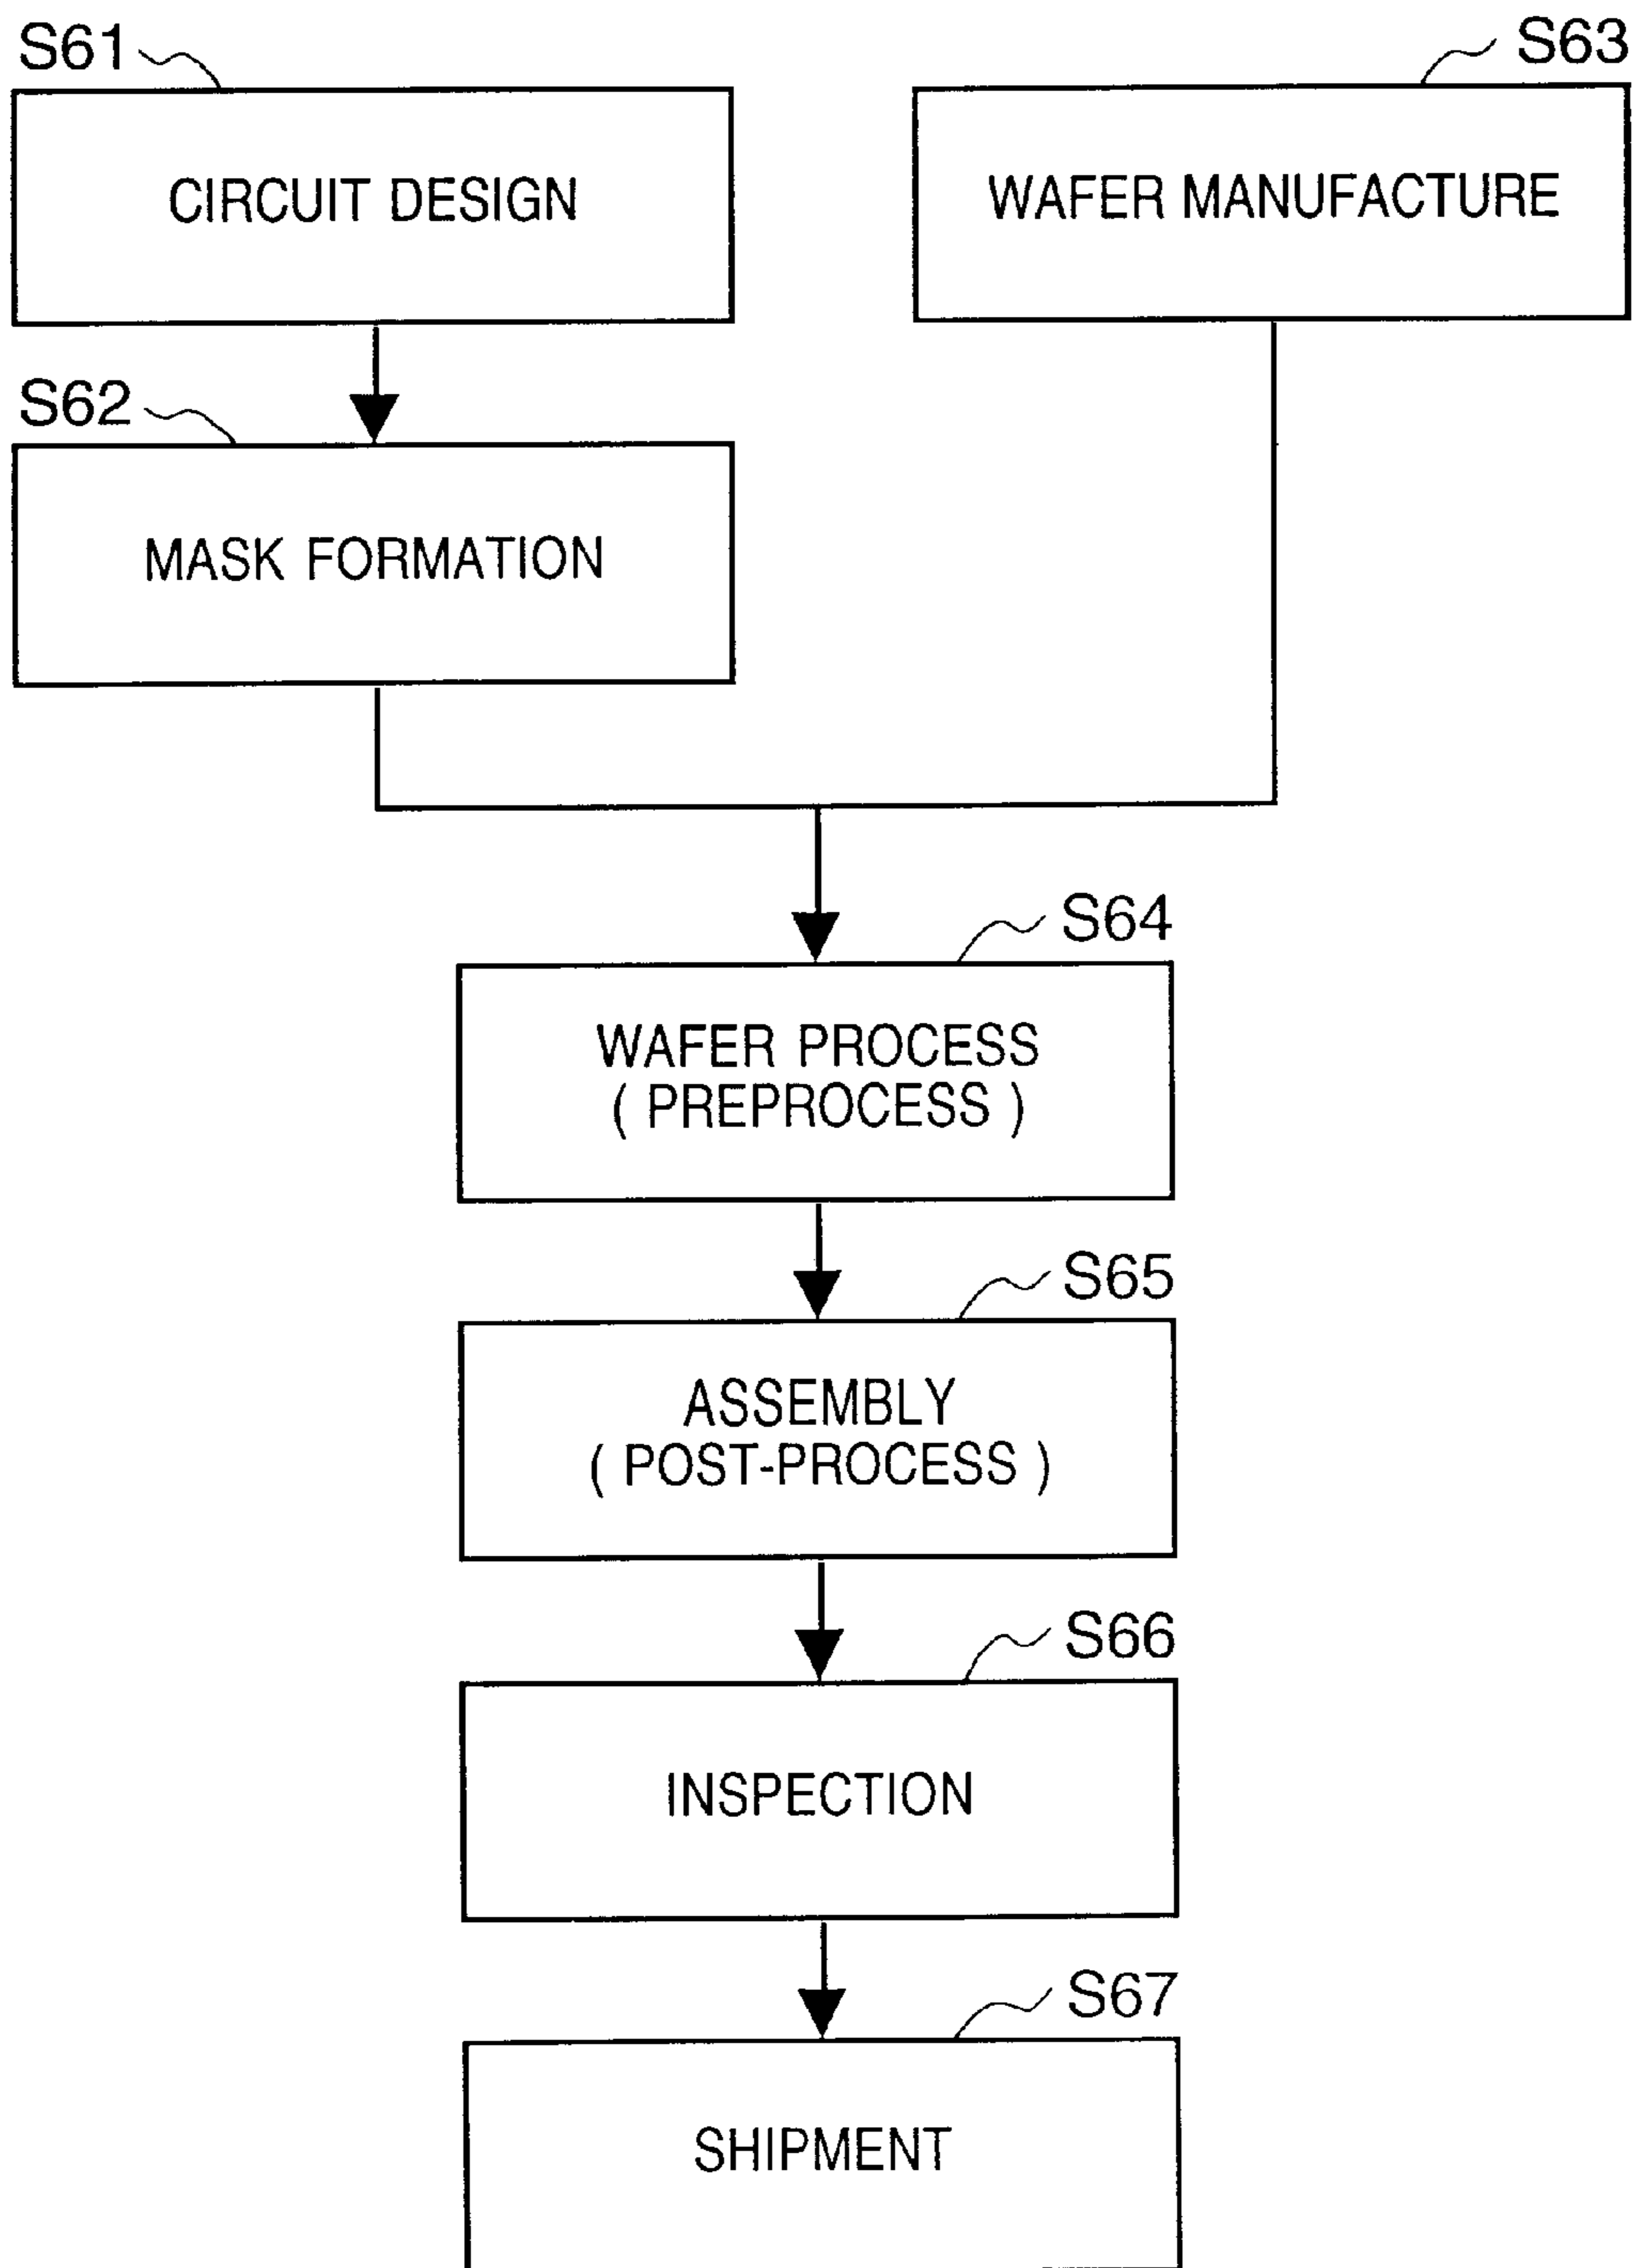 S61
S63
CIRCUIT DESIGN
WAFER MANUFACTURE
S62
MASK FORMATION
S64
WAFER PROCESS
( PREPROCESS )
S65
ASSEMBLY
( POST-PROCESS )
S66
INSPECTION
S67
SHIPMENT